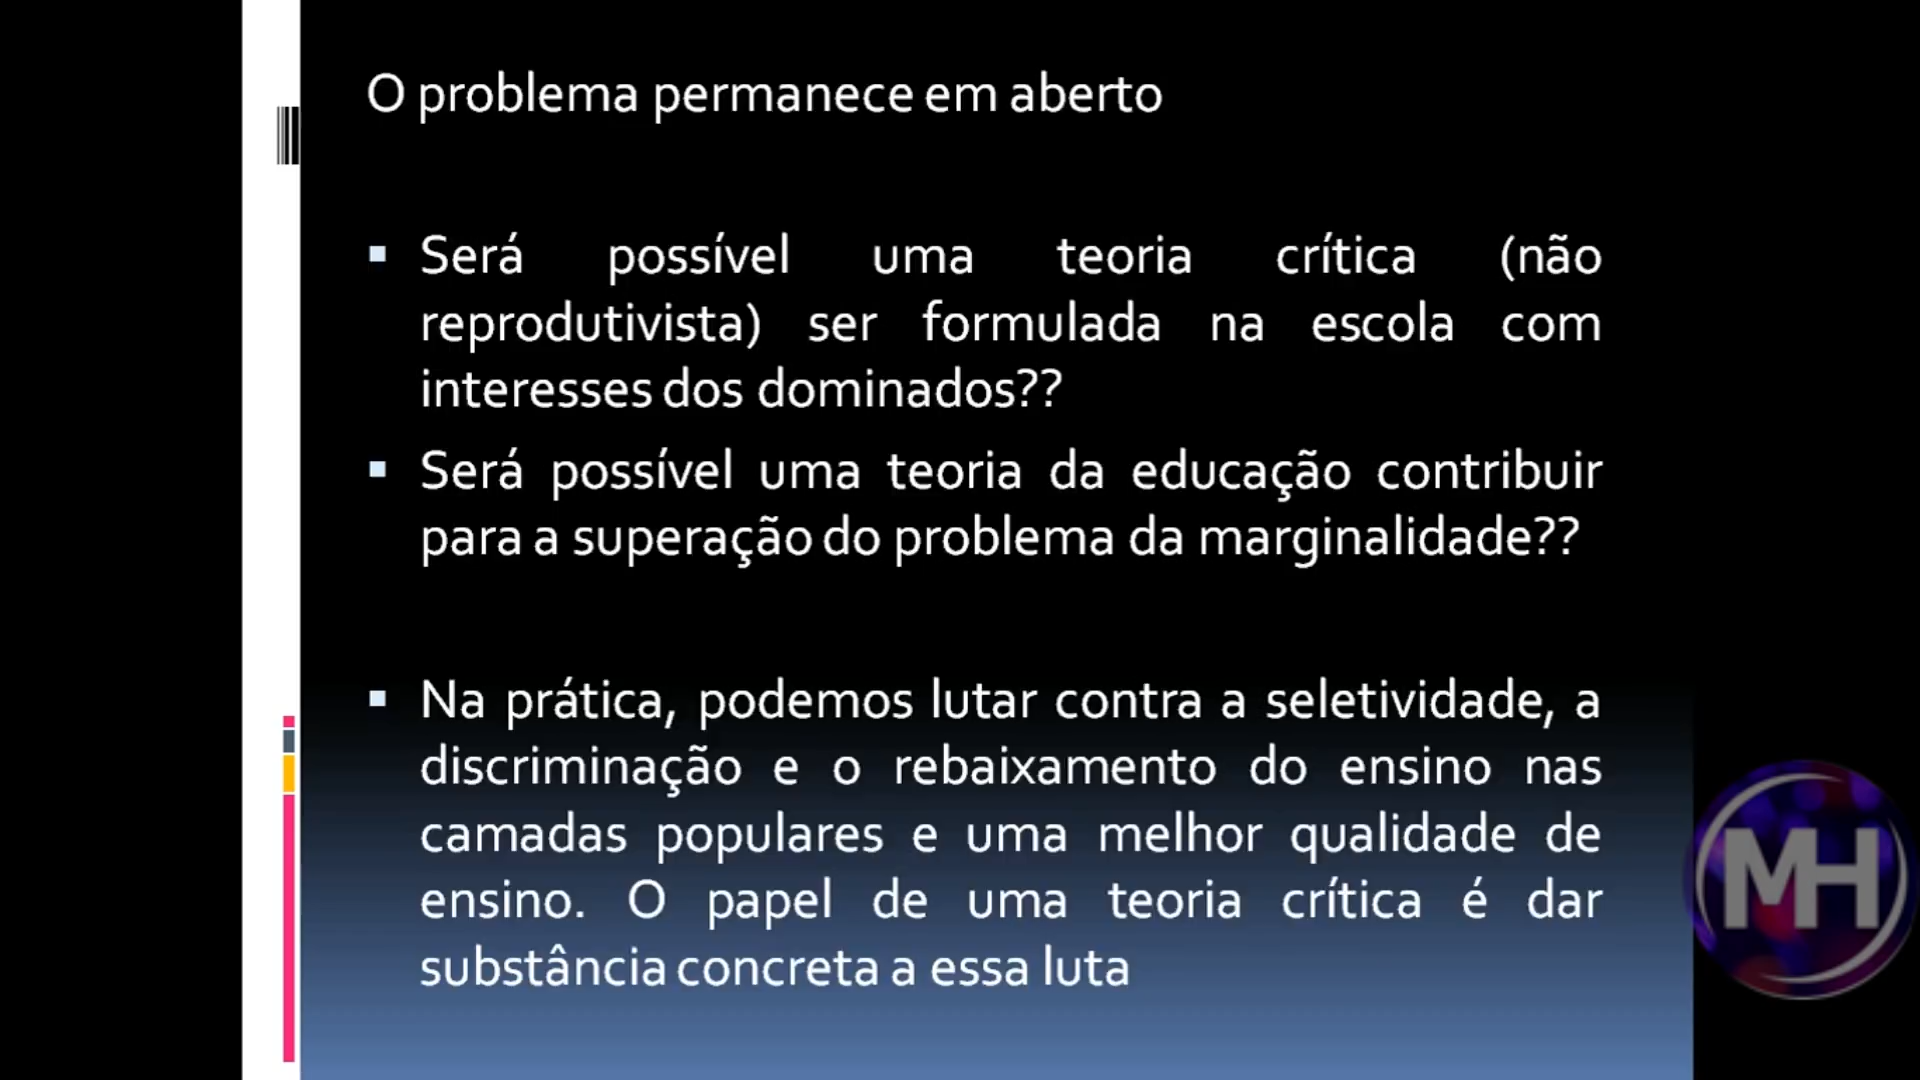 O problema permanece em aberto
Será possível uma teoria crítica (não
reprodutivista) ser formulada na escola com
interesses dos dominados??
Será possível uma teoria da educação contribuir
para a superação do problema da marginalidade??
Na prática, podemos lutar contra a seletividade, a
discriminação e o rebaixamento do ensino nas
camadas populares e uma melhor qualidade de
ensino. O papel de uma teoria crítica é dar
substância concreta a essa luta
MH